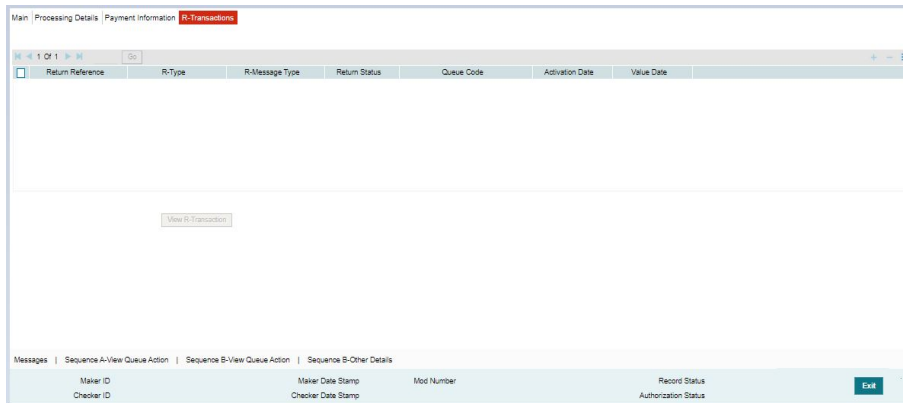 Main Processing Details Payment Information R-Transactions
1 Of 1 Go + -
Return Reference R-Type R-Message Type Return Status Queue Code Activation Date Value Date
View R-Transaction
Messages | Sequence A-View Queue Action | Sequence B-View Queue Action | Sequence B-Other Details
Maker ID Maker Date Stamp Mod Number Record Status
Checker ID Checker Date Stamp Authorization Status
Exit